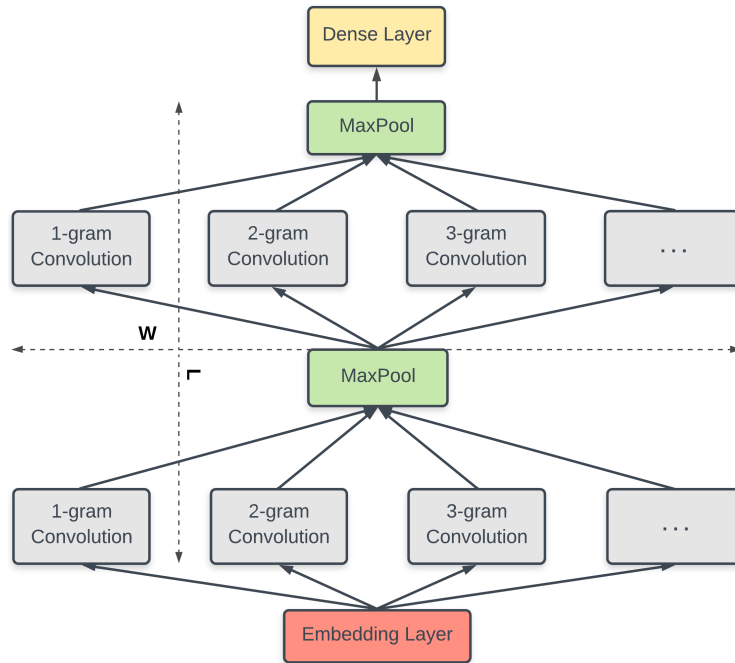 Dense Layer
MaxPool
1-gram
Convolution
2-gram
Convolution
3-gram
Convolution
...
W
L
MaxPool
1-gram
Convolution
2-gram
Convolution
3-gram
Convolution
...
Embedding Layer